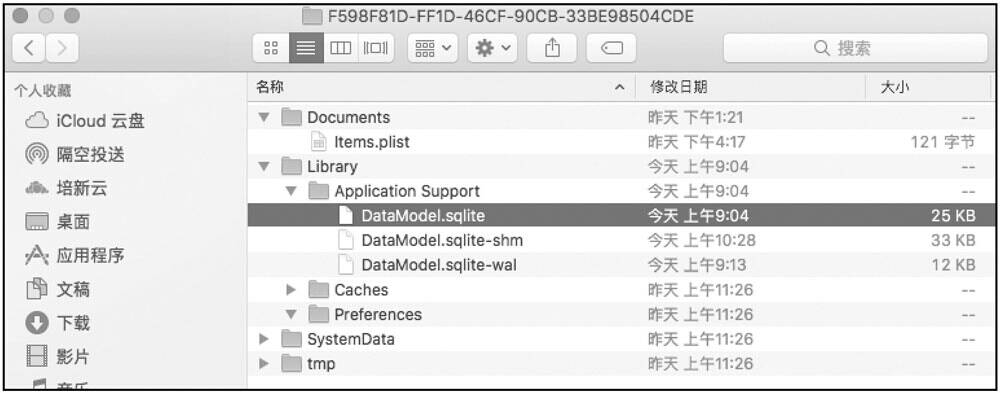 F598F81D-FF1D-46CF-90CB-33BE98504CDE
搜索
个人收藏
iCloud 云盘
隔空投送
培新云
桌面
应用程序
文稿
下载
影片
音乐
名称 修改日期 大小
Documents 昨天 下午1:21 --
Items.plist 昨天 下午4:17 121 字节
Library 今天 上午9:04 --
Application Support 今天 上午9:04 --
DataModel.sqlite 今天 上午9:04 25 KB
DataModel.sqlite-shm 今天 上午10:28 33 KB
DataModel.sqlite-wal 今天 上午9:13 12 KB
Caches 昨天 上午11:26 --
Preferences 昨天 上午11:26 --
SystemData 昨天 上午11:26 --
tmp 昨天 上午11:26 --